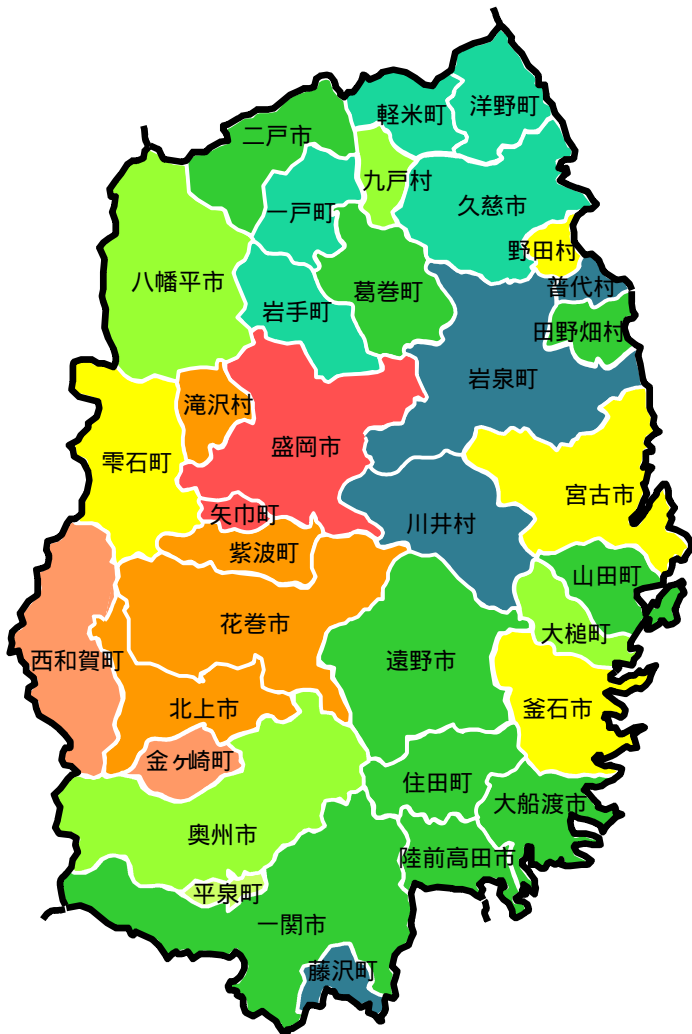 洋野町
軽米町
二戸市
九戸村
久慈市
一戸町
野田村
八幡平市
葛巻町
普代村
岩手町
田野畑村
岩泉町
滝沢村
盛岡市
雫石町
宮古市
矢巾町
川井村
紫波町
山田町
花巻市
大槌町
西和賀町
遠野市
北上市
釜石市
金ヶ崎町
住田町
大船渡市
奥州市
陸前高田市
平泉町
一関市
藤沢町